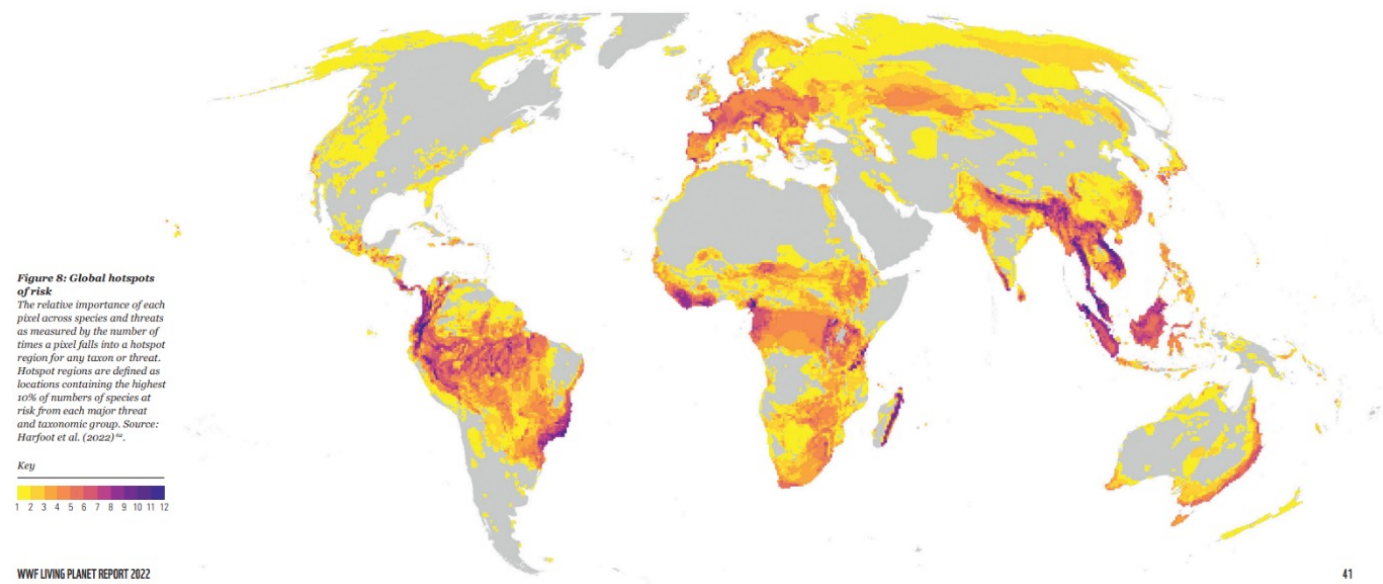 Figure 8: Global hotspots
of risk
The relative importance of each
pixel across species and threats
as measured by the number of
times a pixel falls into a hotspot
region for any taxon or threat.
Hotspot regions are defined as
locations containing the highest
10% of numbers of species at
risk from each major threat
and taxonomic group. Source:
Harfoot et al. (2022)⁶².
Key
1 2 3 4 5 6 7 8 9 10 11 12
WWF LIVING PLANET REPORT 2022
41